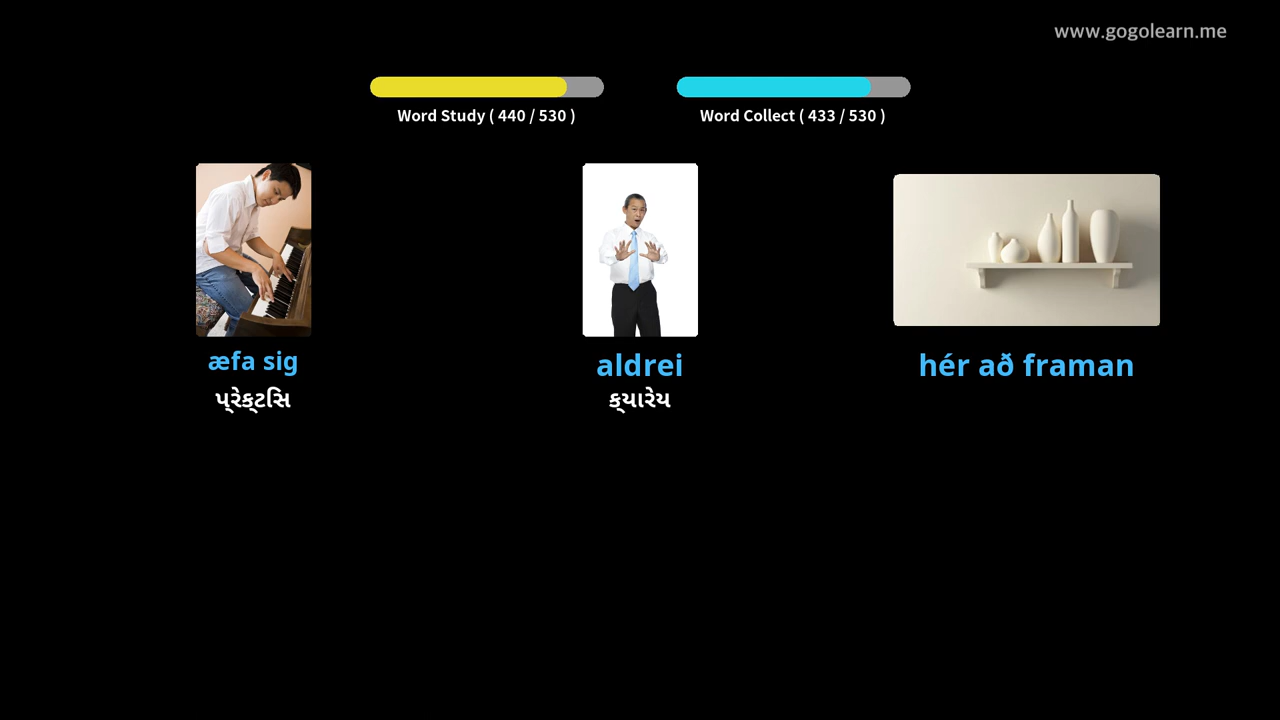 www.gogolearn.me
Word Study ( 440 / 530 )
Word Collect ( 433 / 530 )
æfa sig
aldrei
hér að framan
પ્રેક્ટિસ
ક્યારેય